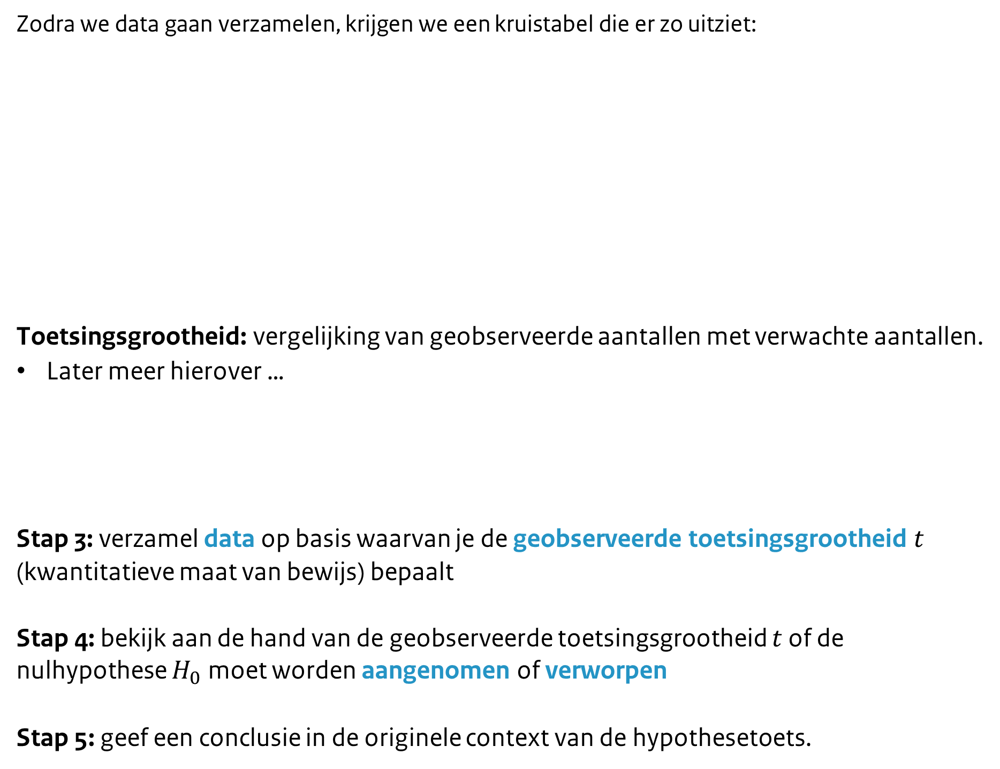 Zodra we data gaan verzamelen, krijgen we een kruistabel die er zo uitziet:
Toetsingsgrootheid: vergelijking van geobserveerde aantallen met verwachte aantallen.
• Later meer hierover ...
Stap 3: verzamel data op basis waarvan je de geobserveerde toetsingsgrootheid t
(kwantitatieve maat van bewijs) bepaalt
Stap 4: bekijk aan de hand van de geobserveerde toetsingsgrootheid t of de
nulhypothese H₀ moet worden aangenomen of verworpen
Stap 5: geef een conclusie in de originele context van de hypothesetoets.